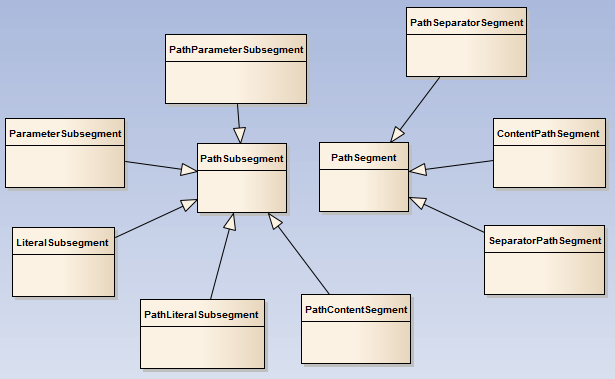 PathSeparatorSegment
PathParameterSubsegment
ParameterSubsegment
PathSubsegment
PathSegment
ContentPathSegment
LiteralSubsegment
SeparatorPathSegment
PathLiteralSubsegment
PathContentSegment